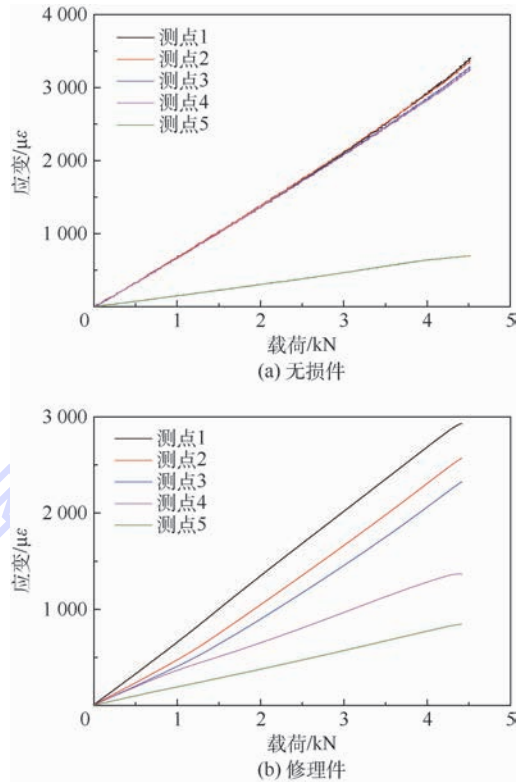 4 000
3 000
2 000
1 000
0
1
2
3
4
5
应变/με
测点1
测点2
测点3
测点4
测点5
载荷/kN
(a) 无损件
3 000
2 000
1 000
0
1
2
3
4
5
应变/με
测点1
测点2
测点3
测点4
测点5
载荷/kN
(b) 修理件